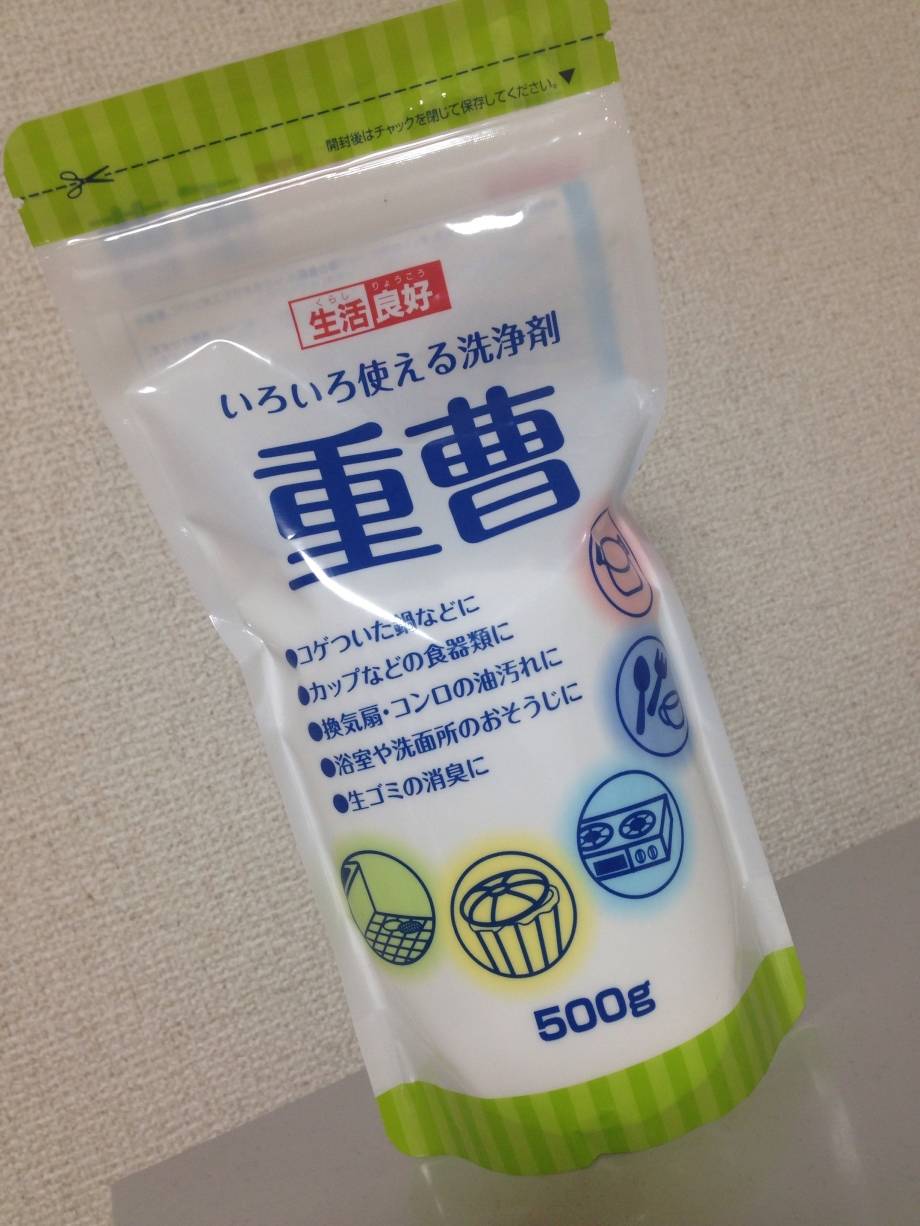 開封後はチャックを閉じて保存してください。▼
くらし りょうこう
生活良好
いろいろ使える洗浄剤
重曹
●コゲついた鍋などに
●カップなどの食器類に
●換気扇・コンロの油汚れに
●浴室や洗面所のおそうじに
●生ゴミの消臭に
500g